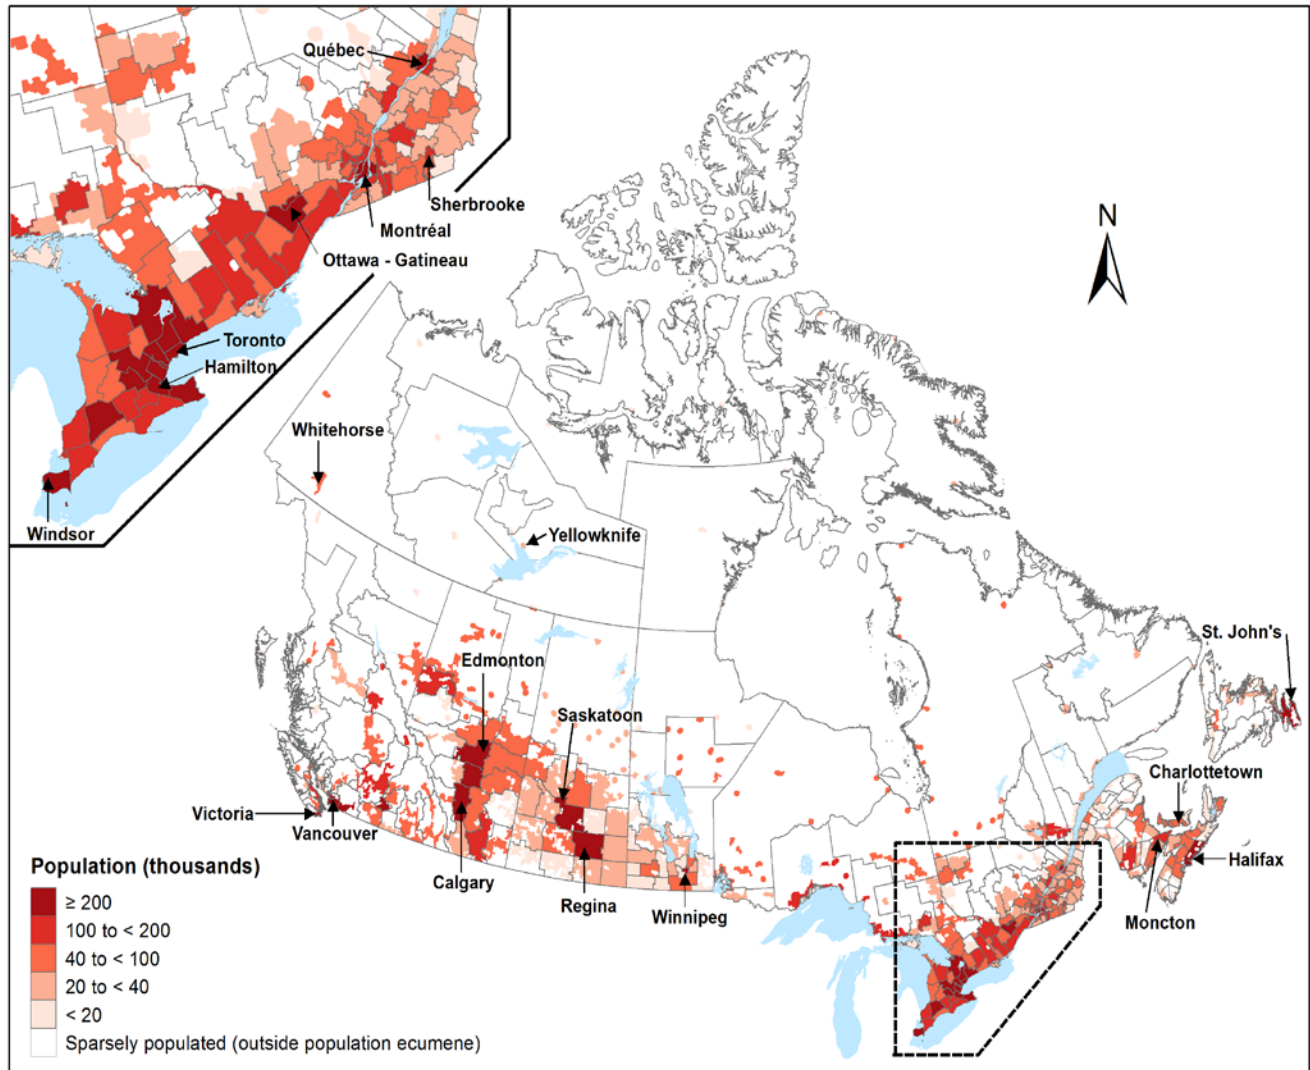 Québec
Sherbrooke
Montréal
Ottawa - Gatineau
Toronto
Hamilton
Windsor
N
Whitehorse
Yellowknife
St. John's
Edmonton
Saskatoon
Charlottetown
Victoria
Vancouver
Halifax
Calgary
Regina
Winnipeg
Moncton
Population (thousands)
≥ 200
100 to < 200
40 to < 100
20 to < 40
< 20
Sparsely populated (outside population ecumene)